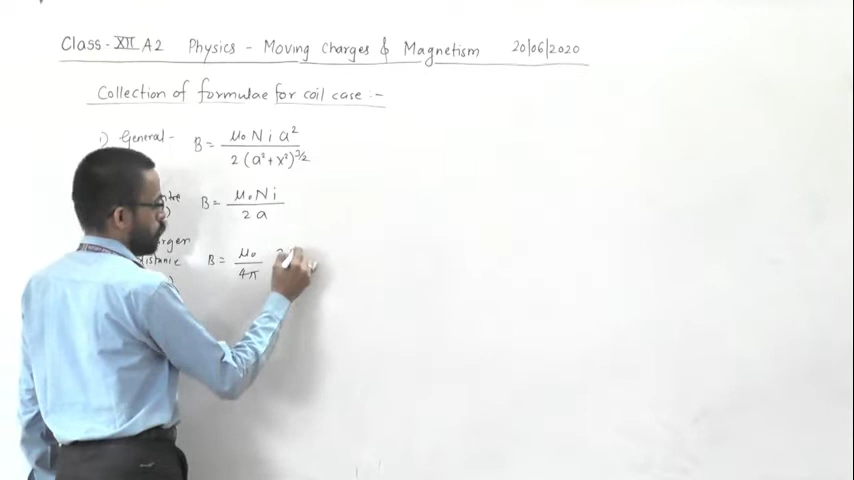 Class - XII A2 Physics - Moving Charges & Magnetism 20/06/2020
Collection of formulae for coil case :-
i) General - B = μ₀ N i a² / 2 (a² + x²)^3/2
B = μ₀ N i / 2 a
B = μ₀ / 4π